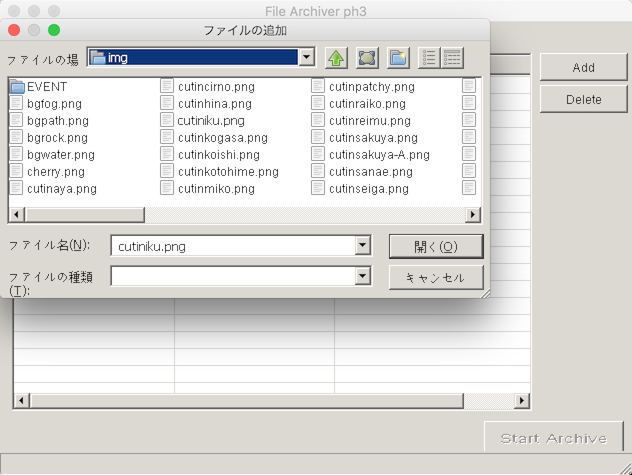 File Archiver ph3
ファイルの追加
ファイルの場
img
EVENT
bgfog.png
bgpath.png
bgrock.png
bgwater.png
cherry.png
cutinaya.png
cutincirno.png
cutinhina.png
cutiniku.png
cutinkogasa.png
cutinkoishi.png
cutinkotohime.png
cutinmiko.png
cutinpatchy.png
cutinraiko.png
cutinreimu.png
cutinsakuya.png
cutinsakuya-A.png
cutinsanae.png
cutinseiga.png
ファイル名(N):
cutiniku.png
開く(O)
ファイルの種類
(T):
キャンセル
Add
Delete
Start Archive